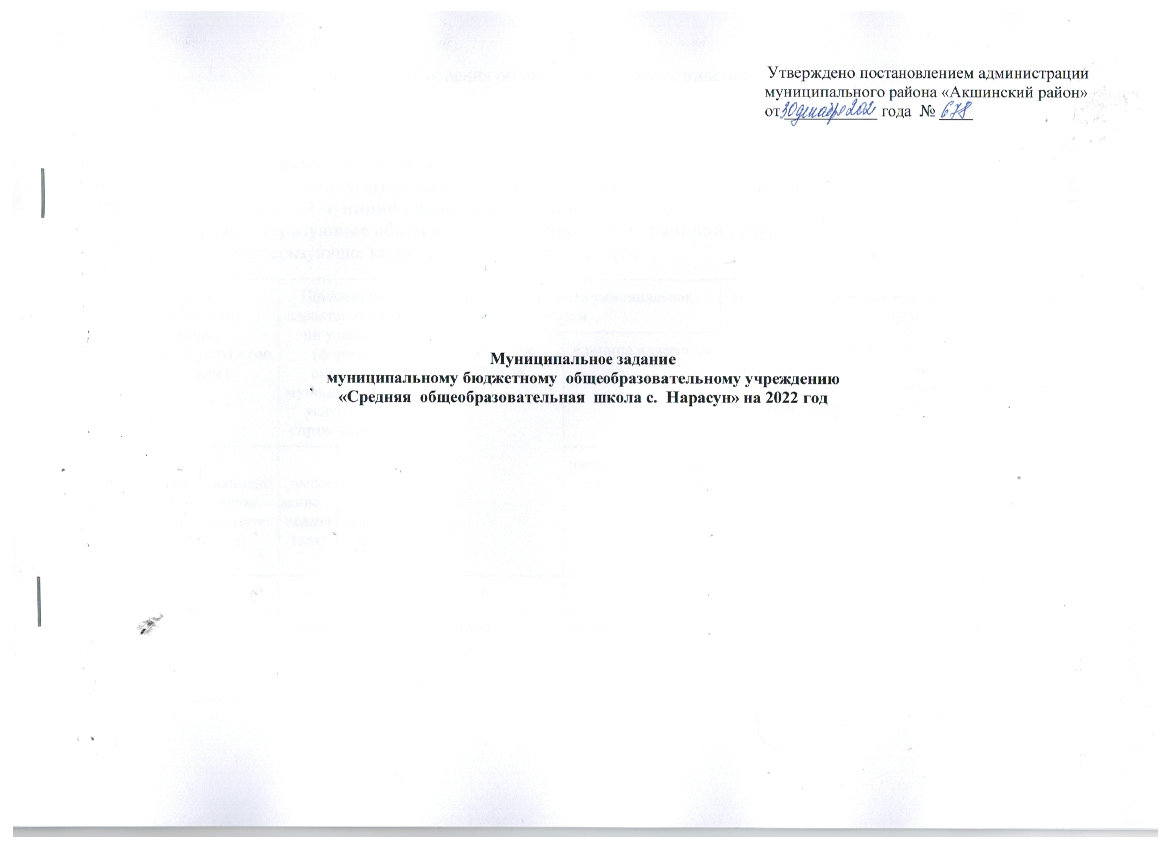 Утверждено постановлением администрации
муниципального района «Акшинский район»
от 30 декабря 202 года № 678
Муниципальное задание
муниципальному бюджетному общеобразовательному учреждению
«Средняя общеобразовательная школа с. Нарасун» на 2022 год